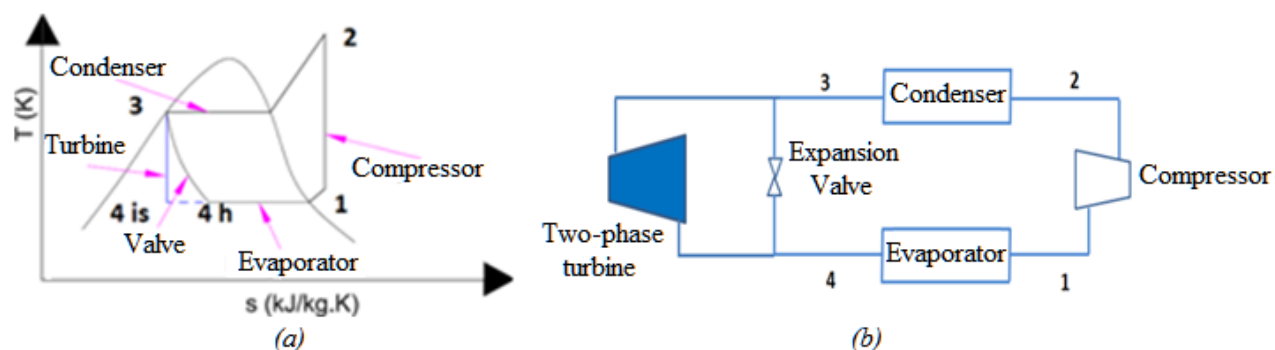 2
Condenser
3
T (K)
Turbine
Compressor
4 is
4 h
1
Valve
Evaporator
s (kJ/kg.K)
(a)
3
Condenser
2
Expansion
Valve
Compressor
Two-phase
turbine
Evaporator
4
1
(b)